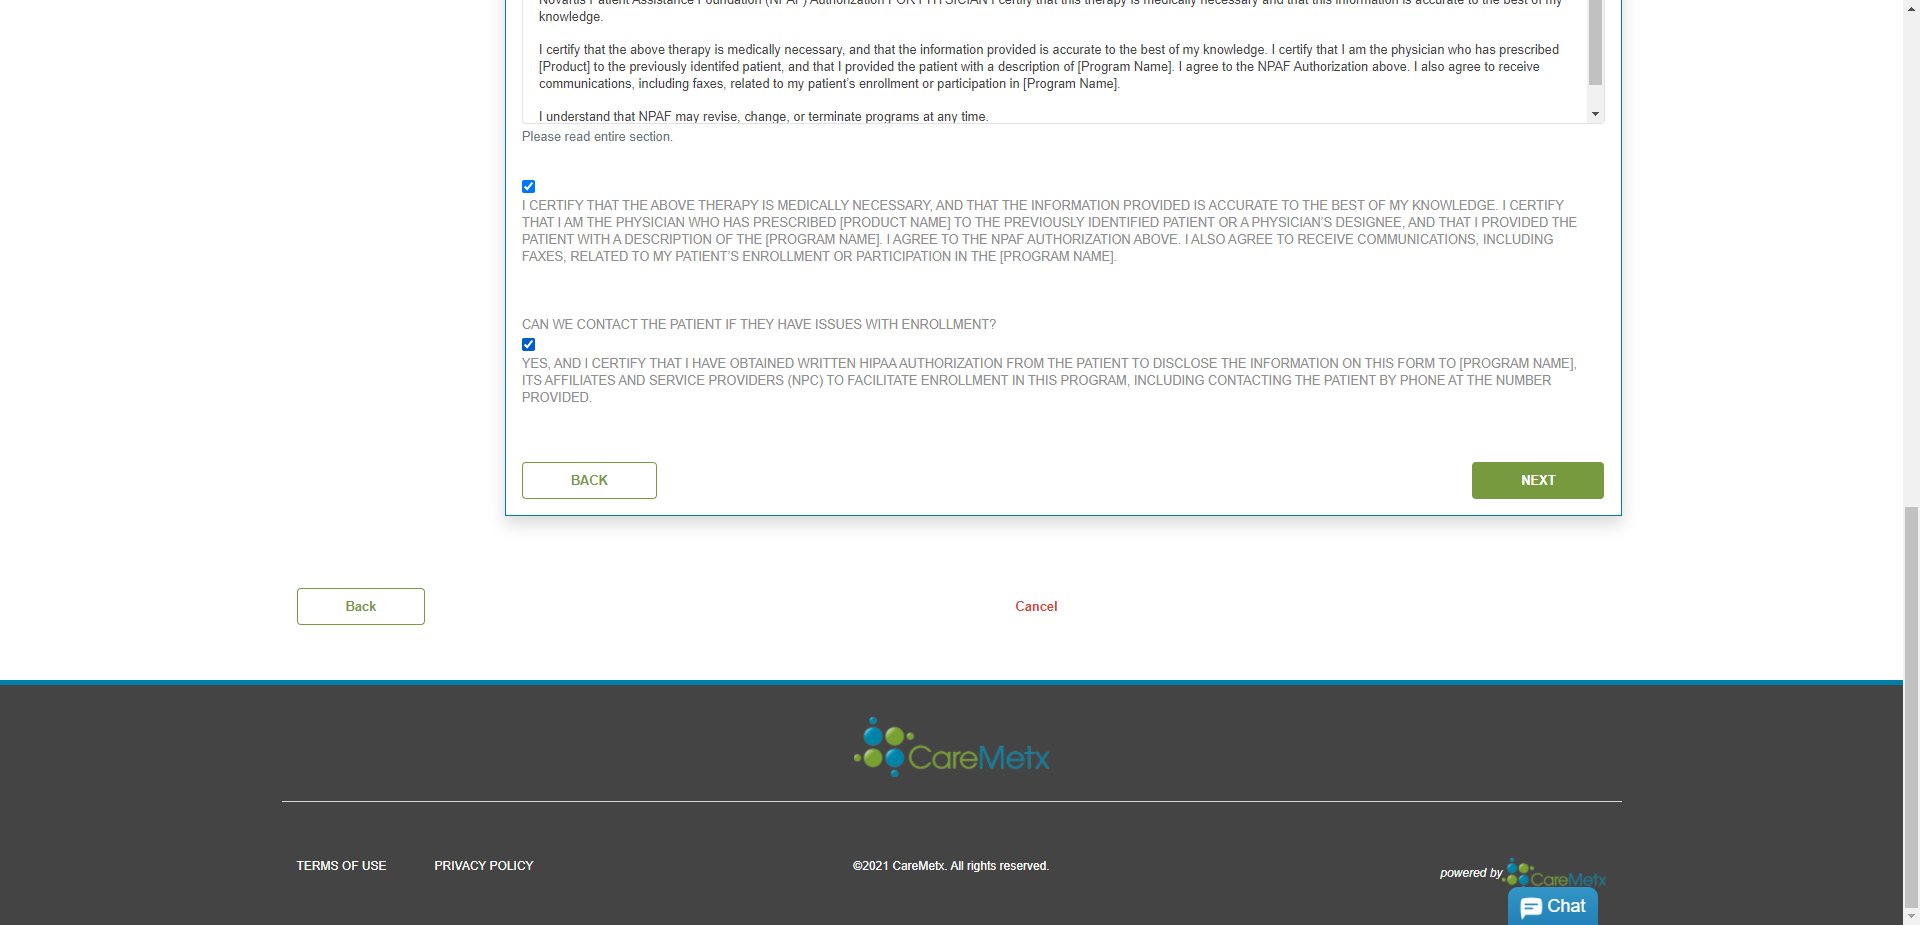 Novartis Patient Assistance Foundation (NPAF) Authorization FOR PHYSICIAN I certify that this therapy is medically necessary and that this information is accurate to the best of my
knowledge.
I certify that the above therapy is medically necessary, and that the information provided is accurate to the best of my knowledge. I certify that I am the physician who has prescribed
[Product] to the previously identifed patient, and that I provided the patient with a description of [Program Name]. I agree to the NPAF Authorization above. I also agree to receive
communications, including faxes, related to my patient's enrollment or participation in [Program Name].
I understand that NPAF may revise, change, or terminate programs at any time.
Please read entire section.
I CERTIFY THAT THE ABOVE THERAPY IS MEDICALLY NECESSARY, AND THAT THE INFORMATION PROVIDED IS ACCURATE TO THE BEST OF MY KNOWLEDGE. I CERTIFY
THAT I AM THE PHYSICIAN WHO HAS PRESCRIBED [PRODUCT NAME] TO THE PREVIOUSLY IDENTIFIED PATIENT OR A PHYSICIAN'S DESIGNEE, AND THAT I PROVIDED THE
PATIENT WITH A DESCRIPTION OF THE [PROGRAM NAME]. I AGREE TO THE NPAF AUTHORIZATION ABOVE. I ALSO AGREE TO RECEIVE COMMUNICATIONS, INCLUDING
FAXES, RELATED TO MY PATIENT'S ENROLLMENT OR PARTICIPATION IN THE [PROGRAM NAME].
CAN WE CONTACT THE PATIENT IF THEY HAVE ISSUES WITH ENROLLMENT?
YES, AND I CERTIFY THAT I HAVE OBTAINED WRITTEN HIPAA AUTHORIZATION FROM THE PATIENT TO DISCLOSE THE INFORMATION ON THIS FORM TO [PROGRAM NAME],
ITS AFFILIATES AND SERVICE PROVIDERS (NPC) TO FACILITATE ENROLLMENT IN THIS PROGRAM, INCLUDING CONTACTING THE PATIENT BY PHONE AT THE NUMBER
PROVIDED.
BACK
NEXT
Back
Cancel
CareMetx
TERMS OF USE
PRIVACY POLICY
©2021 CareMetx. All rights reserved.
powered by CareMetx
Chat